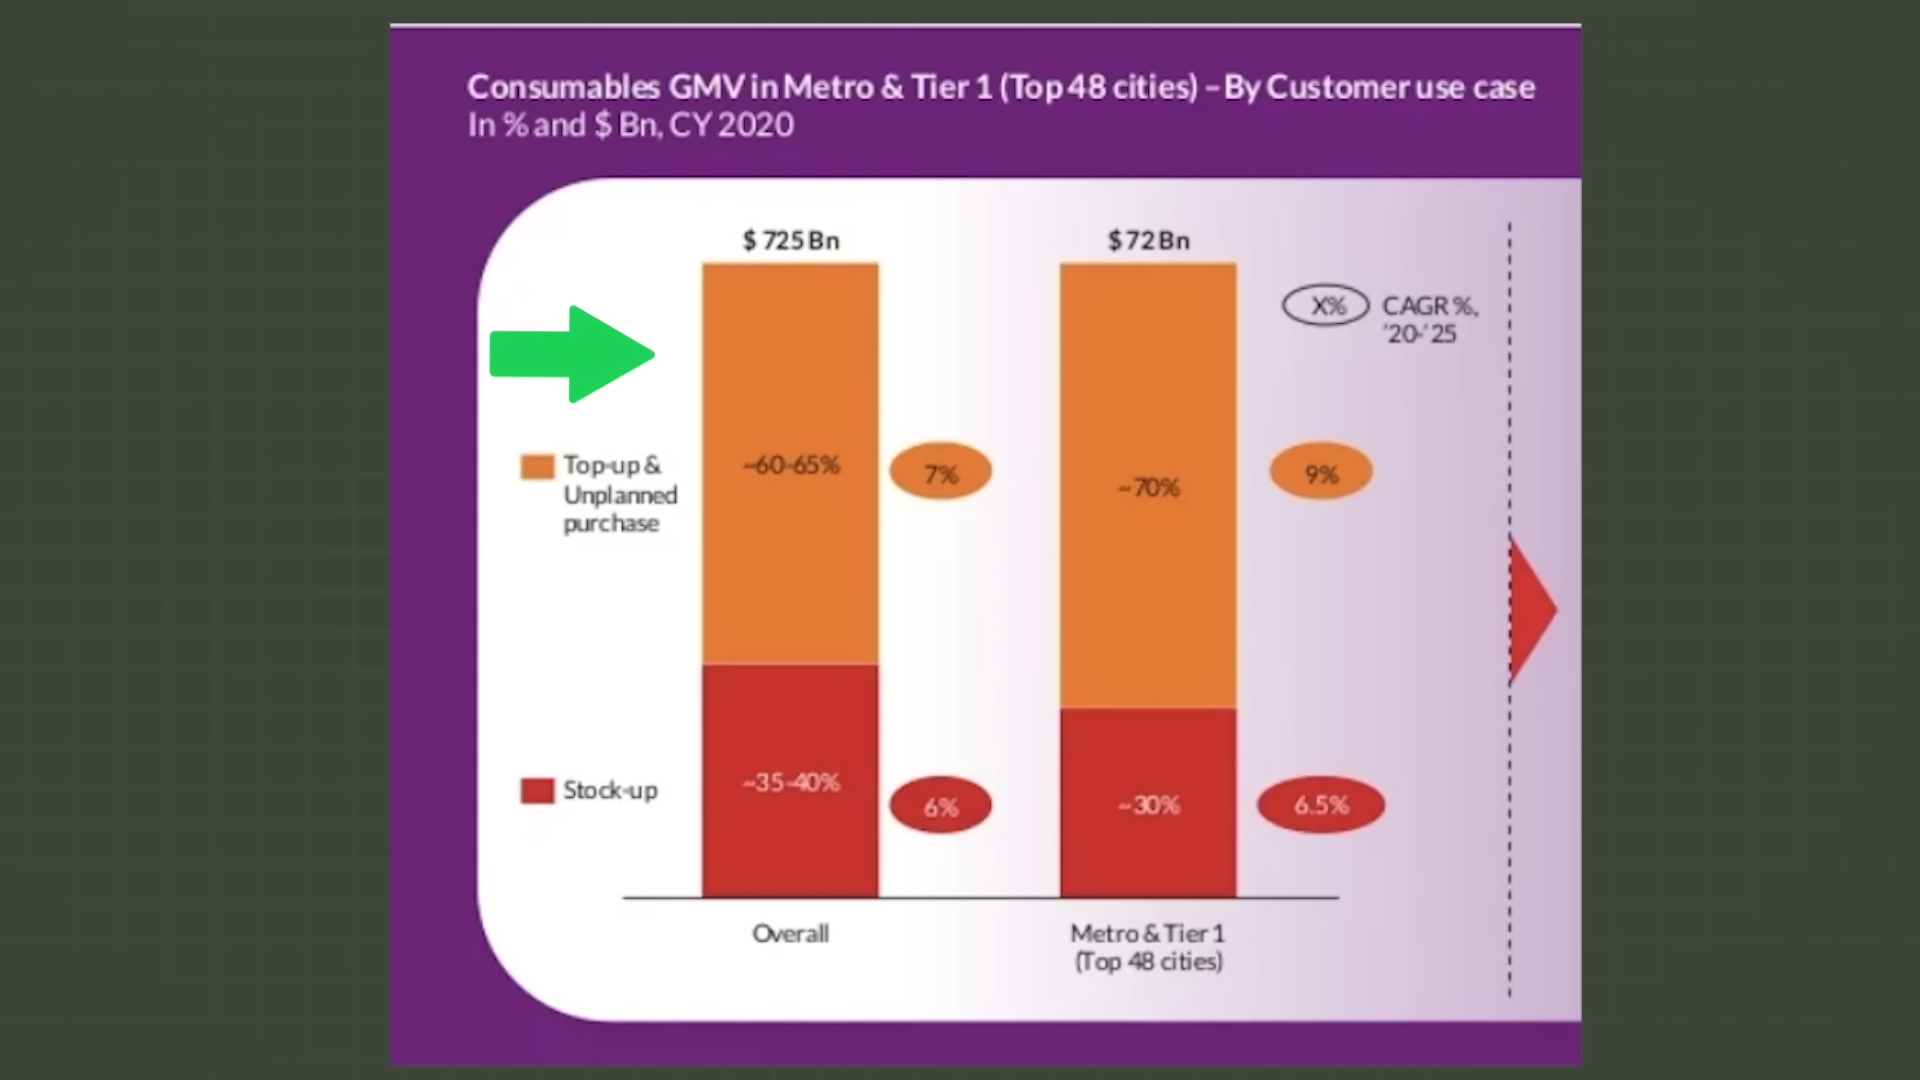 Consumables GMV in Metro & Tier 1 (Top 48 cities) – By Customer use case
In % and $ Bn, CY 2020
$ 725 Bn
$ 72 Bn
X%
CAGR %,
'20-'25
Top-up &
Unplanned
purchase
~60-65%
7%
~70%
9%
Stock-up
~35-40%
6%
~30%
6.5%
Overall
Metro & Tier 1
(Top 48 cities)